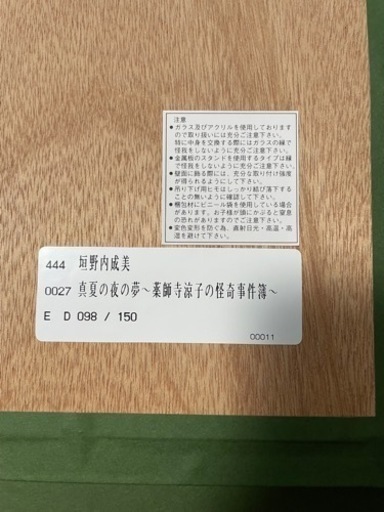 注意
●ガラス及びアクリルを使用しております
ので取り扱いには充分ご注意下さい。
特に中身を交換する際にはガラスの縁で
怪我をしないように充分ご注意下さい。
●金属板のスタンドを使用するタイプは縁
で怪我をしないように充分ご注意下さい。
●壁面に飾る際には、充分な取り付け強度
が得られるようにして下さい。
●吊り下げ用ヒモはしっかり結び落下する
ことの無いように確認して下さい。
●梱包材にビニール袋を使用している場合
があります。お子様が頭にかぶると窒息
の恐れがありますのでご注意下さい。
●変色変形を防ぐ為、直射日光・高温・高
湿を避けて下さい。
444 垣野内成美
0027 真夏の夜の夢～薬師寺涼子の怪奇事件簿～
E D 098 / 150
00011